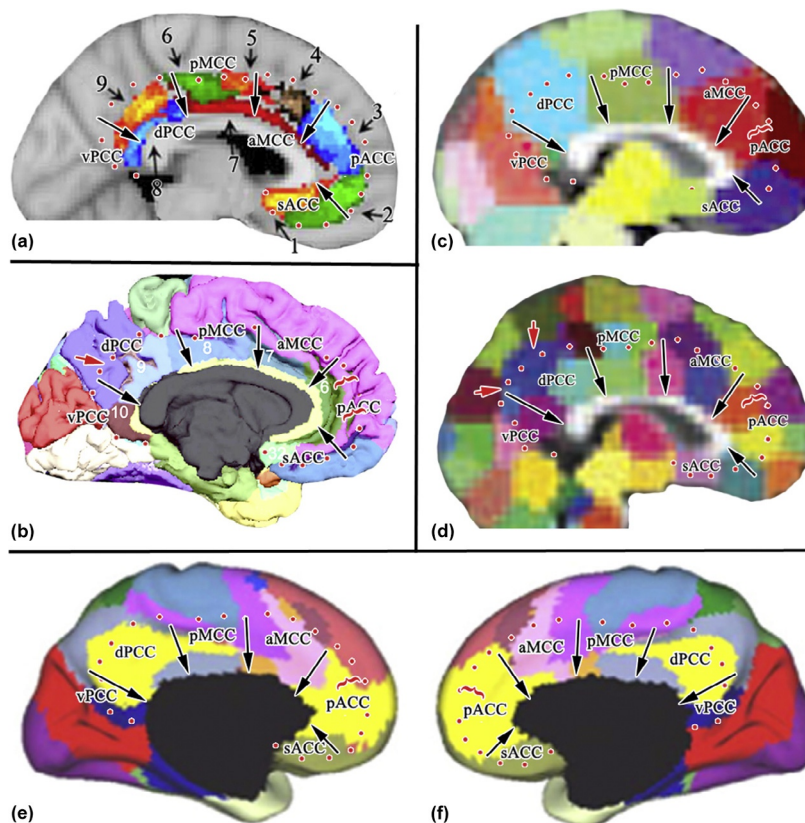 6
pMCC
5
4
9
3
dPCC
aMCC
pACC
vPCC
7
8
sACC
2
1
(a)
pMCC
aMCC
dPCC
pACC
vPCC
sACC
(c)
pMCC
aMCC
dPCC
8
7
9
6
vPCC
10
pACC
sACC
(b)
pMCC
aMCC
dPCC
pACC
vPCC
sACC
(d)
pMCC
aMCC
dPCC
vPCC
pACC
sACC
(e)
aMCC
pMCC
dPCC
pACC
vPCC
sACC
(f)